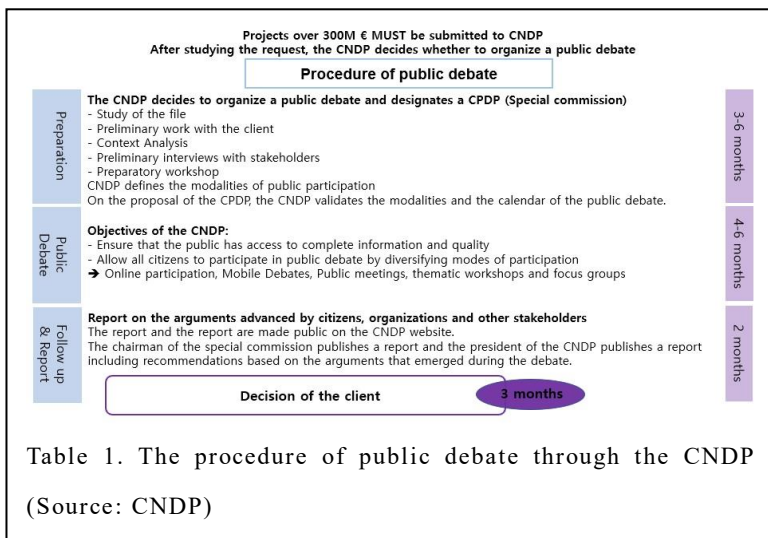 Projects over 300M € MUST be submitted to CNDP
After studying the request, the CNDP decides whether to organize a public debate
Procedure of public debate
Preparation
The CNDP decides to organize a public debate and designates a CPDP (Special commission)
- Study of the file
- Preliminary work with the client
- Context Analysis
- Preliminary interviews with stakeholders
- Preparatory workshop
CNDP defines the modalities of public participation
On the proposal of the CPDP, the CNDP validates the modalities and the calendar of the public debate.
3-6 months
Public
Debate
Objectives of the CNDP:
- Ensure that the public has access to complete information and quality
- Allow all citizens to participate in public debate by diversifying modes of participation
➔ Online participation, Mobile Debates, Public meetings, thematic workshops and focus groups
4-6 months
Follow up
& Report
Report on the arguments advanced by citizens, organizations and other stakeholders
The report and the report are made public on the CNDP website.
The chairman of the special commission publishes a report and the president of the CNDP publishes a report
including recommendations based on the arguments that emerged during the debate.
2 months
Decision of the client
3 months
Table 1. The procedure of public debate through the CNDP
(Source: CNDP)